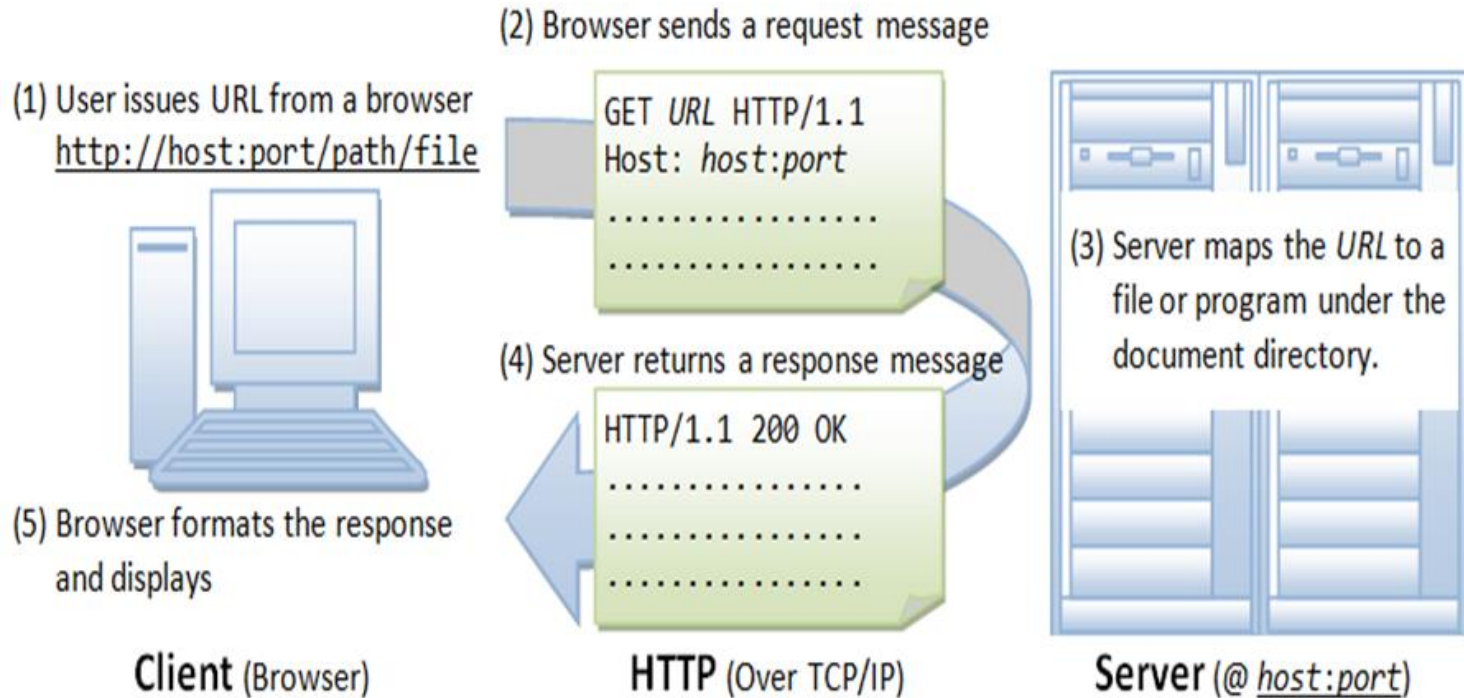 (1) User issues URL from a browser
http://host:port/path/file
(2) Browser sends a request message
GET URL HTTP/1.1
Host: host:port
..................
..................
(3) Server maps the URL to a
file or program under the
document directory.
(4) Server returns a response message
HTTP/1.1 200 OK
.................
.................
.................
(5) Browser formats the response
and displays
Client (Browser)
HTTP (Over TCP/IP)
Server (@ host:port)